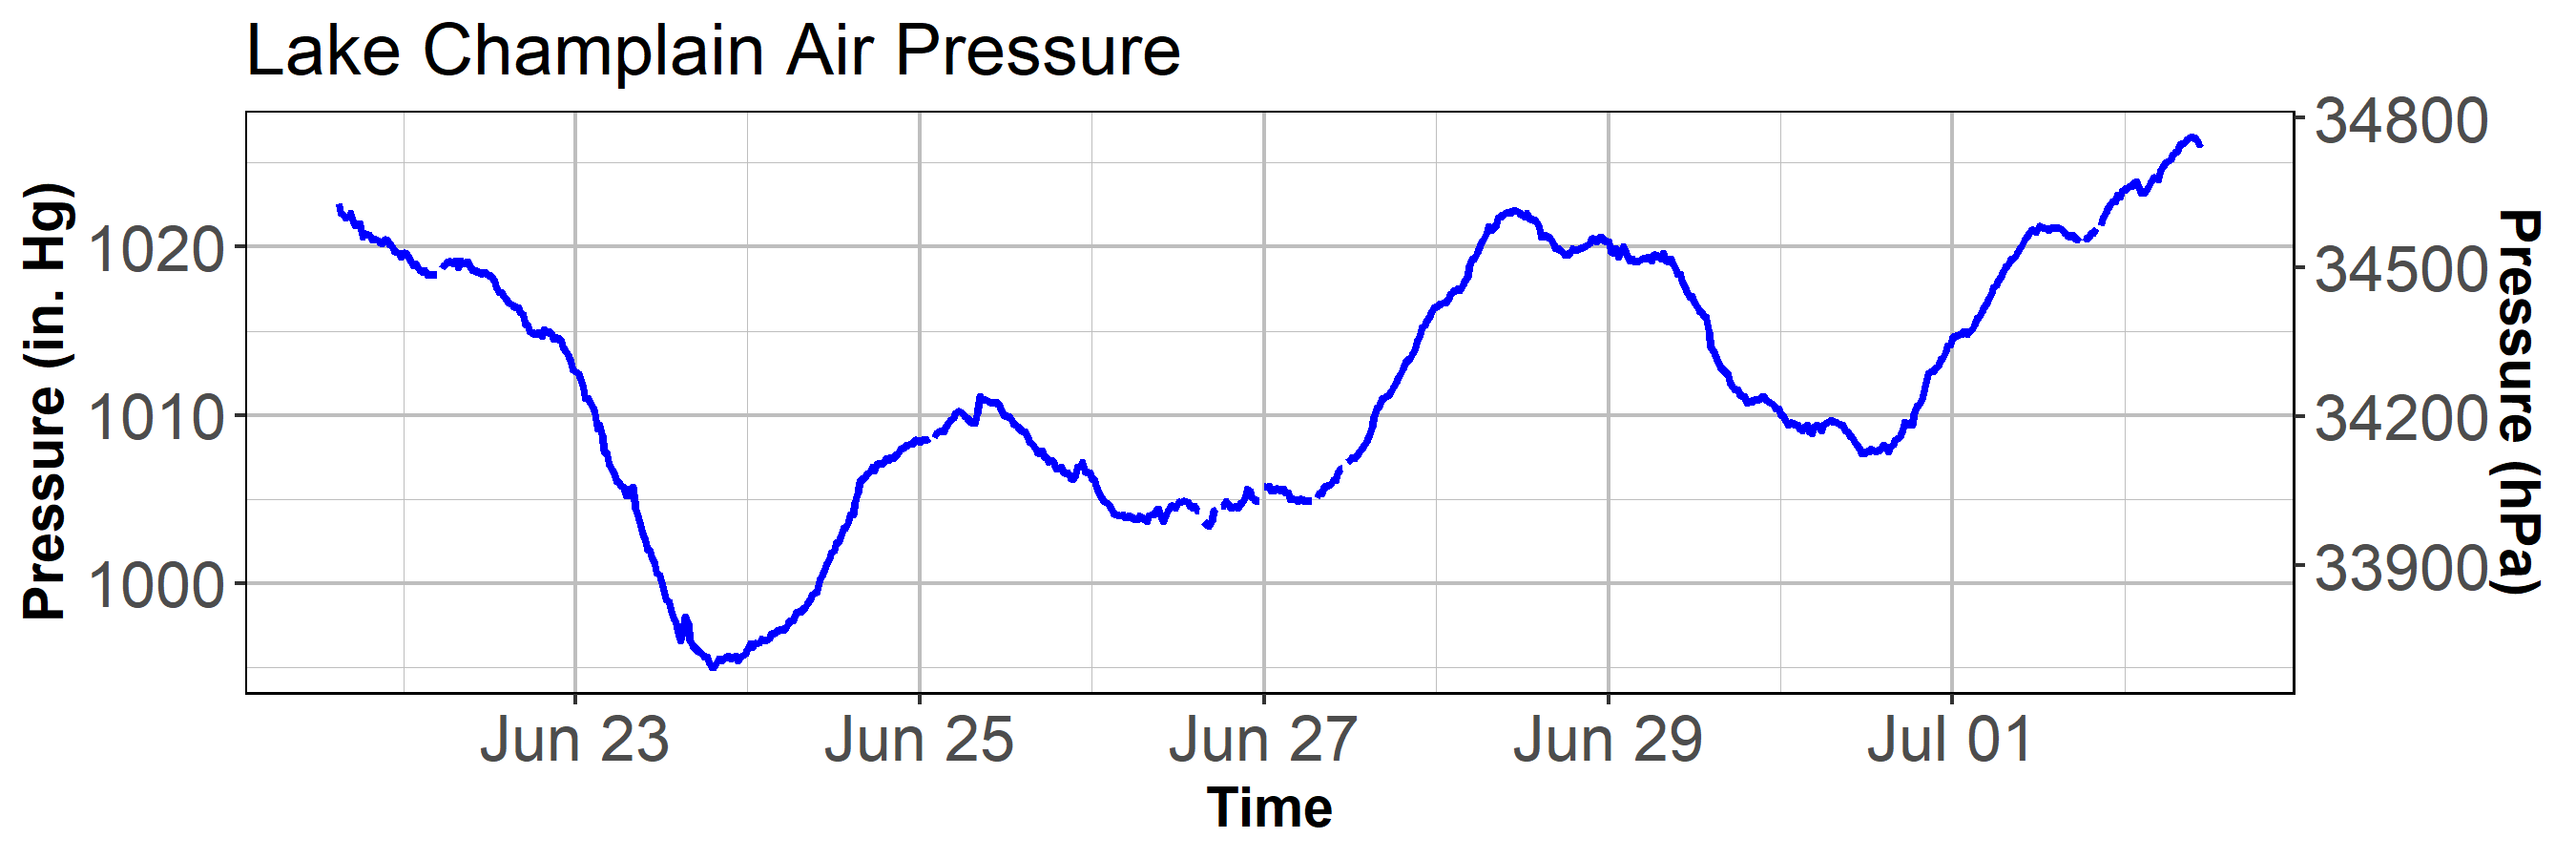 Lake Champlain Air Pressure
Pressure (in. Hg)
1020
1010
1000
34800
34500
34200
33900
Pressure (hPa)
Jun 23
Jun 25
Jun 27
Jun 29
Jul 01
Time